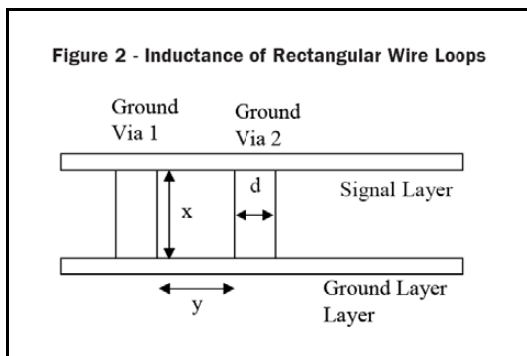 Figure 2 - Inductance of Rectangular Wire Loops
Ground
Via 1
Ground
Via 2
d
Signal Layer
x
y
Ground Layer
Layer